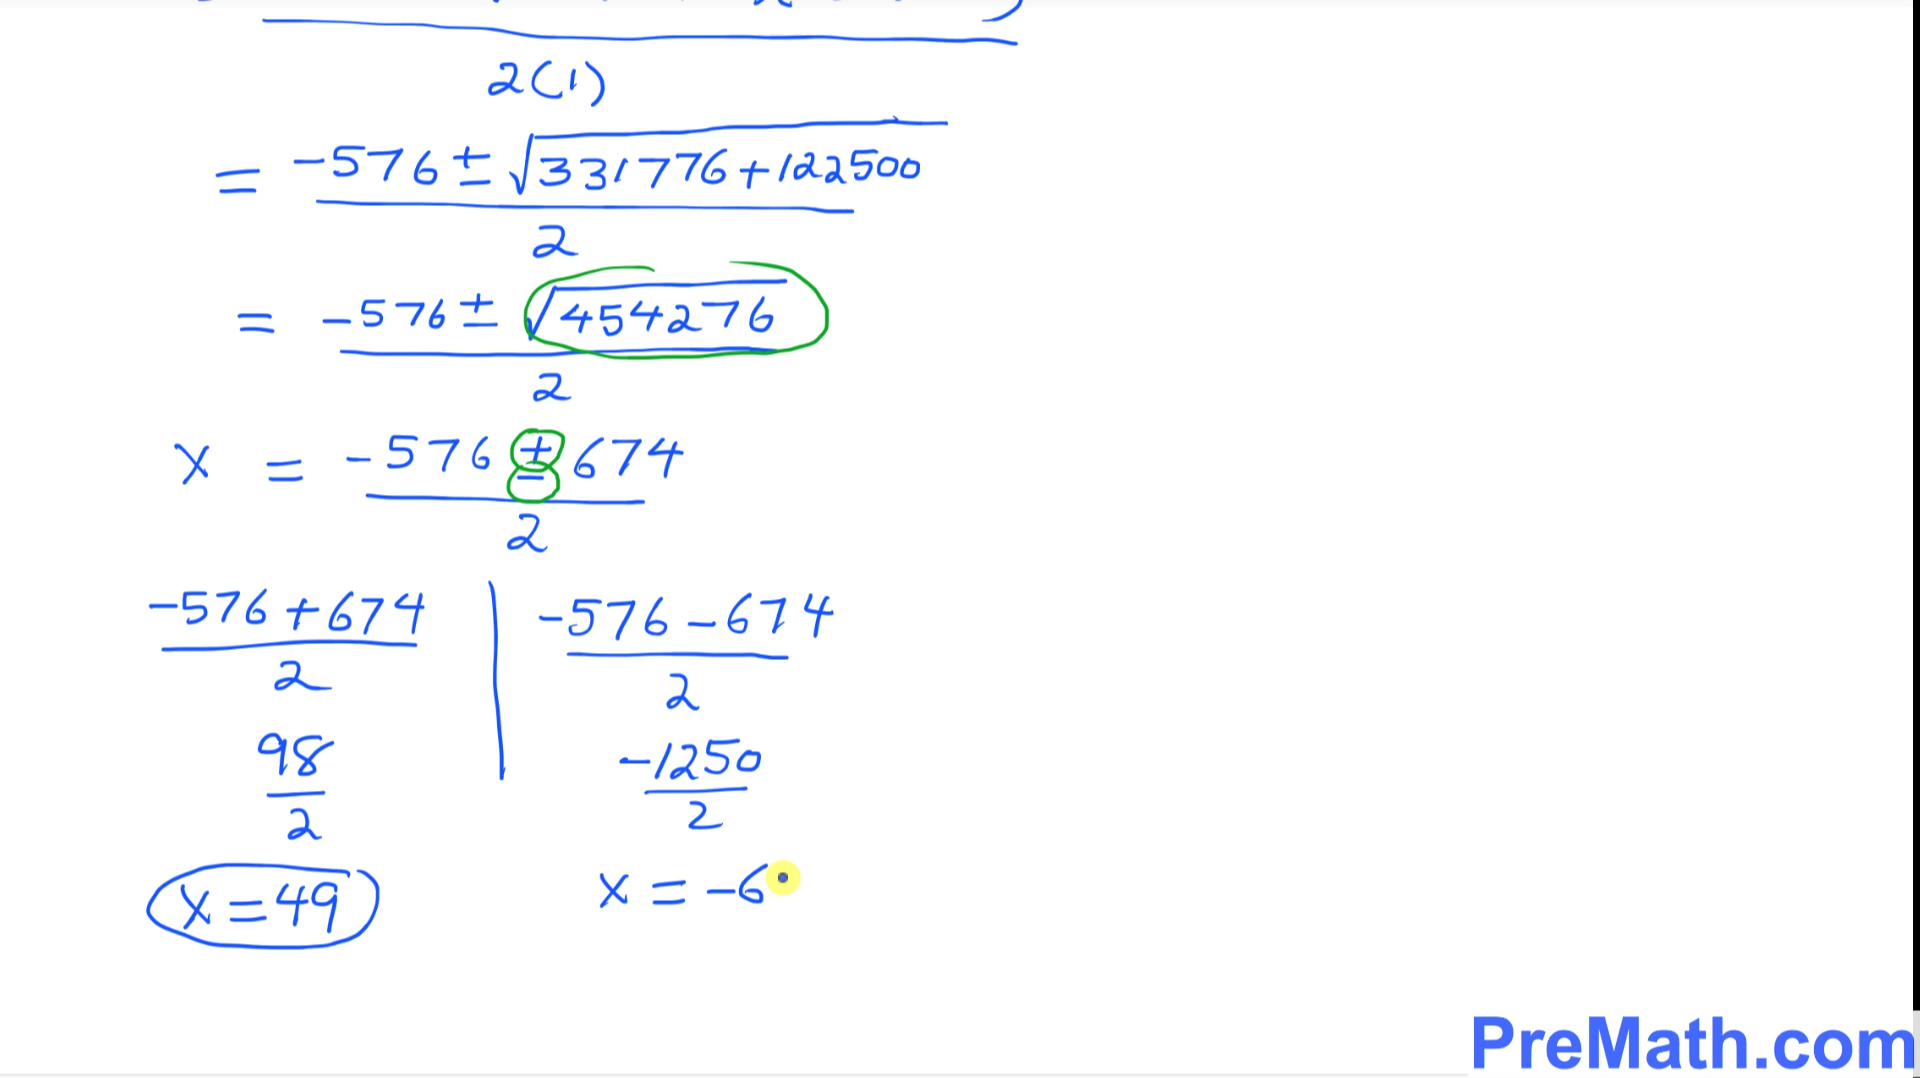 2(1)
= -576 ± √331776+122500
2
= -576 ± √454276
2
x = -576 ± 674
2
-576 + 674
2
98
2
x = 49
-576 - 674
2
-1250
2
x = -6
PreMath.com